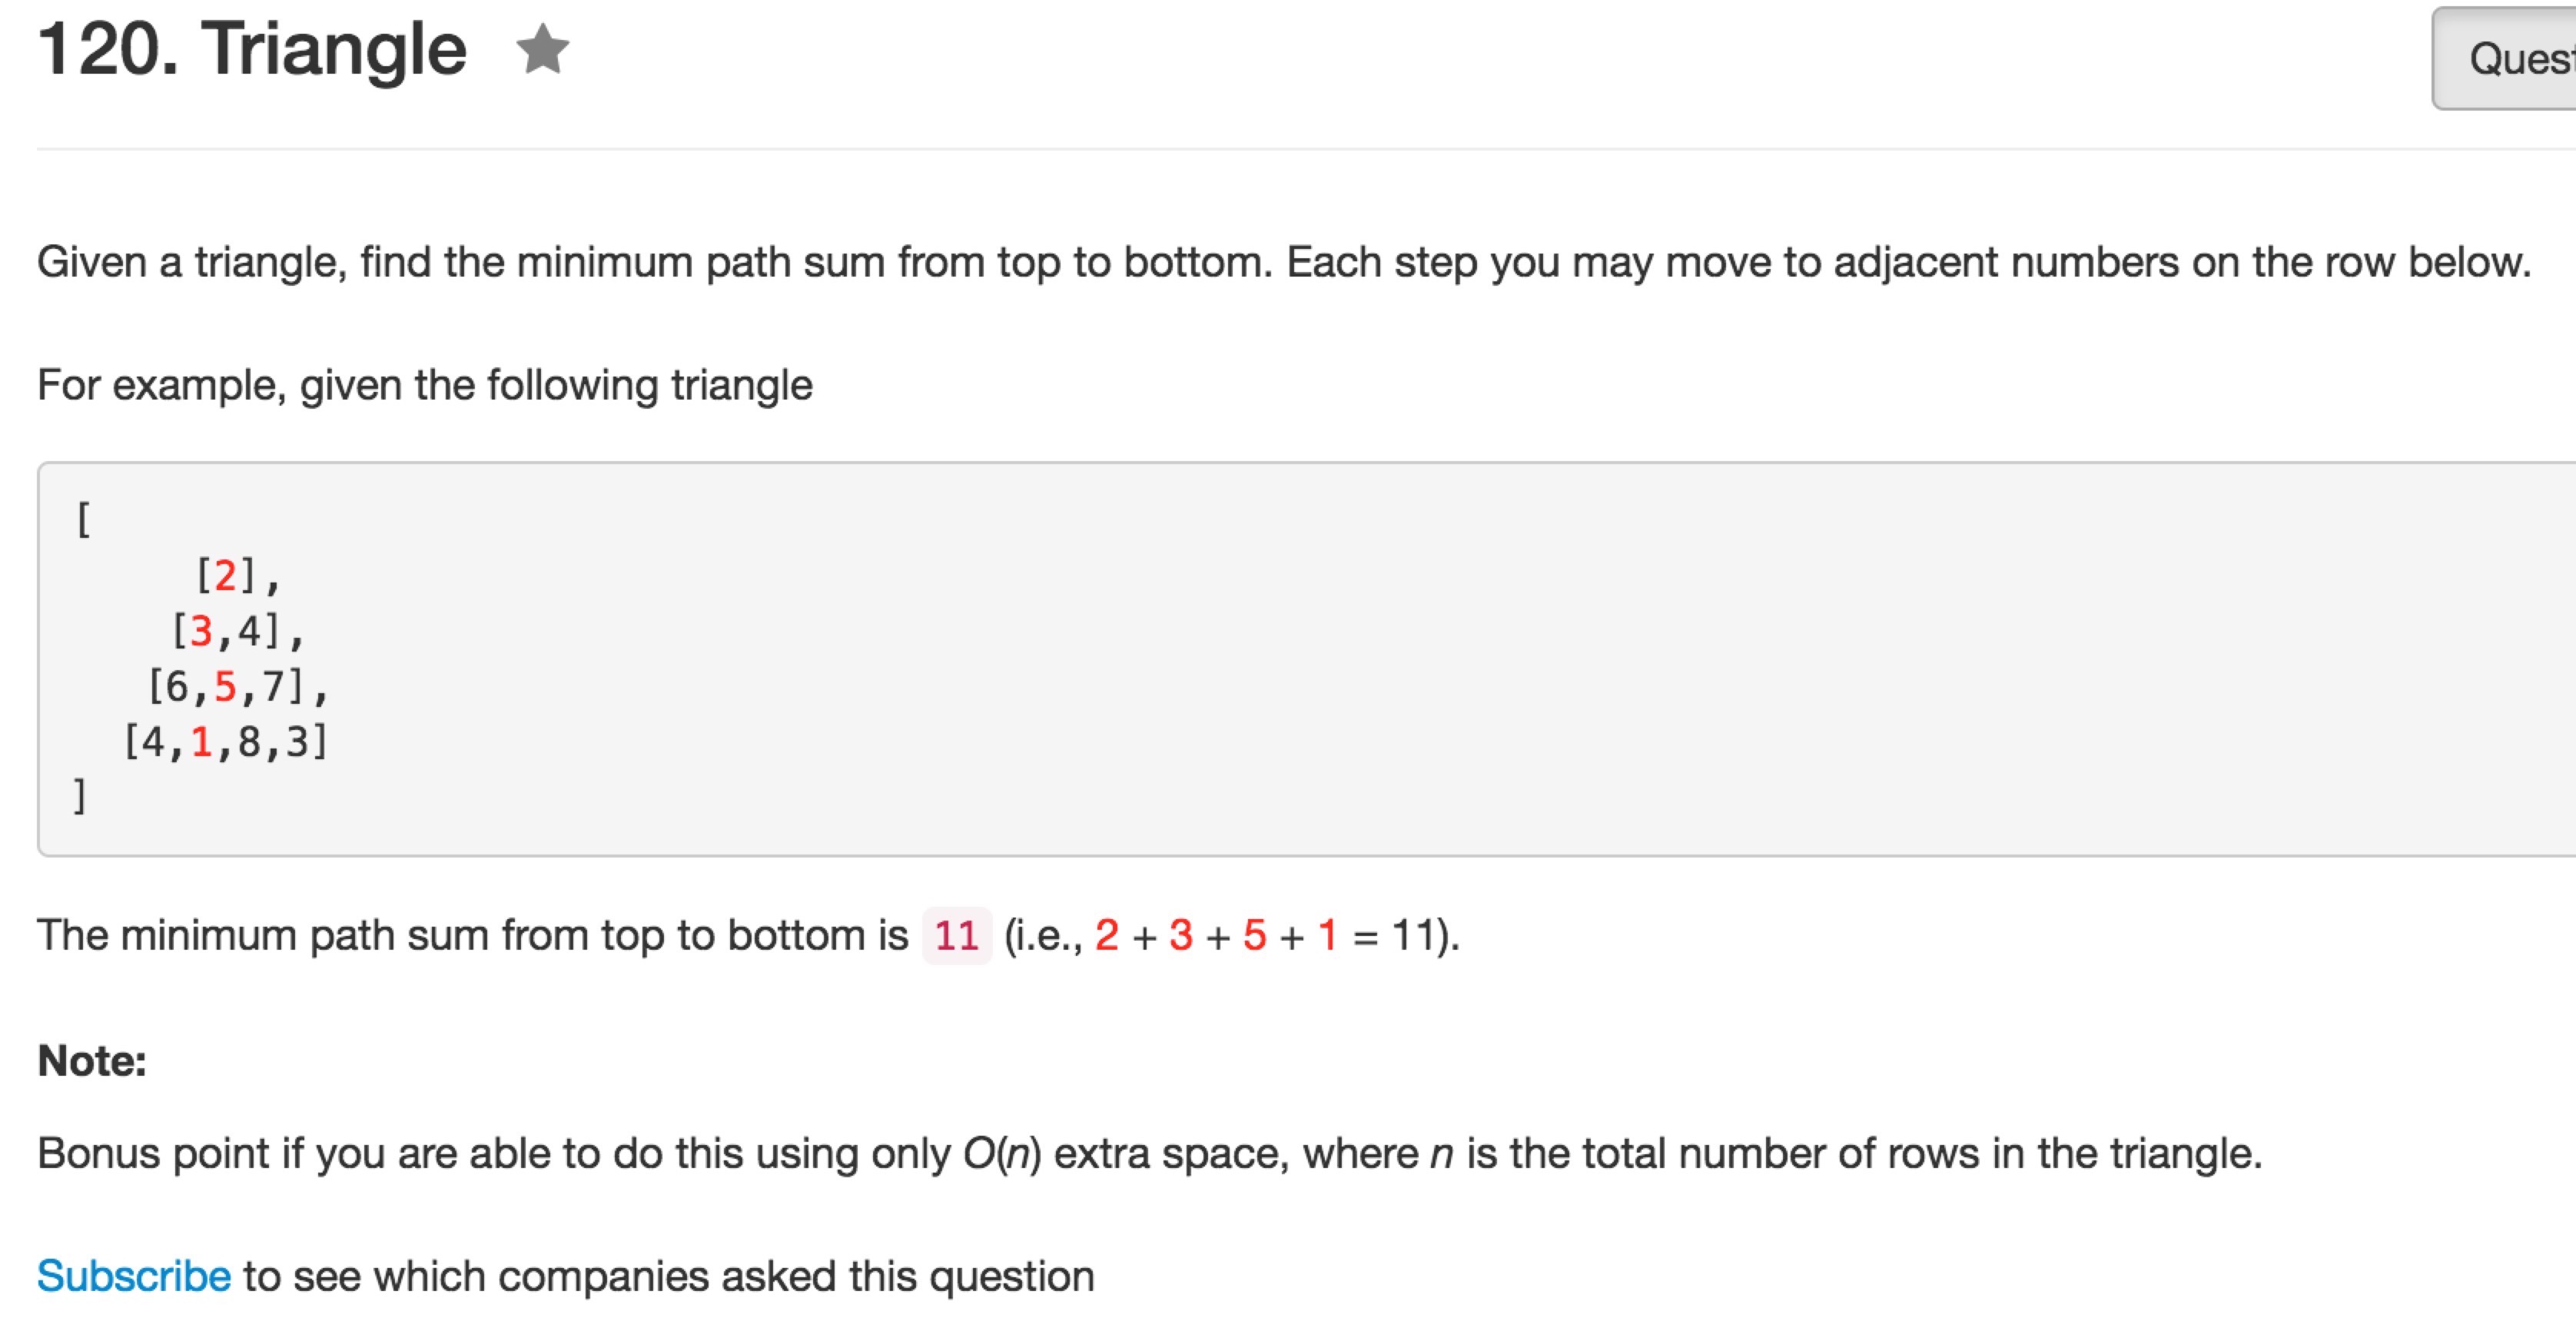 120. Triangle
Quest
Given a triangle, find the minimum path sum from top to bottom. Each step you may move to adjacent numbers on the row below.
For example, given the following triangle
[
[2],
[3,4],
[6,5,7],
[4,1,8,3]
]
The minimum path sum from top to bottom is 11 (i.e., 2 + 3 + 5 + 1 = 11).
Note:
Bonus point if you are able to do this using only O(n) extra space, where n is the total number of rows in the triangle.
Subscribe to see which companies asked this question